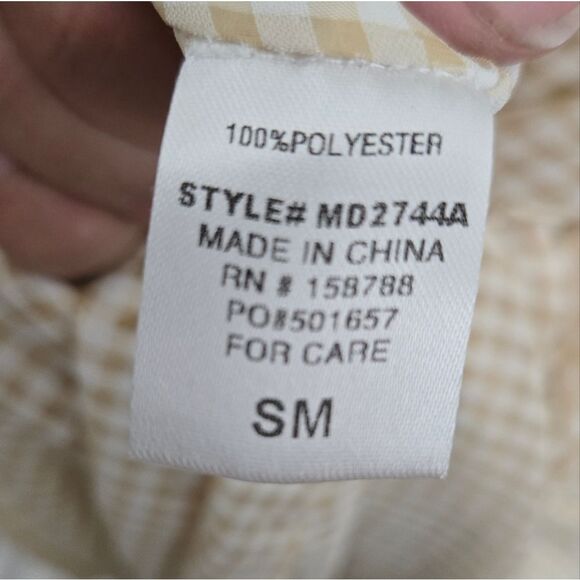 100%POLYESTER
STYLE# MD2744A
MADE IN CHINA
RN # 158788
PO#501657
FOR CARE
SM